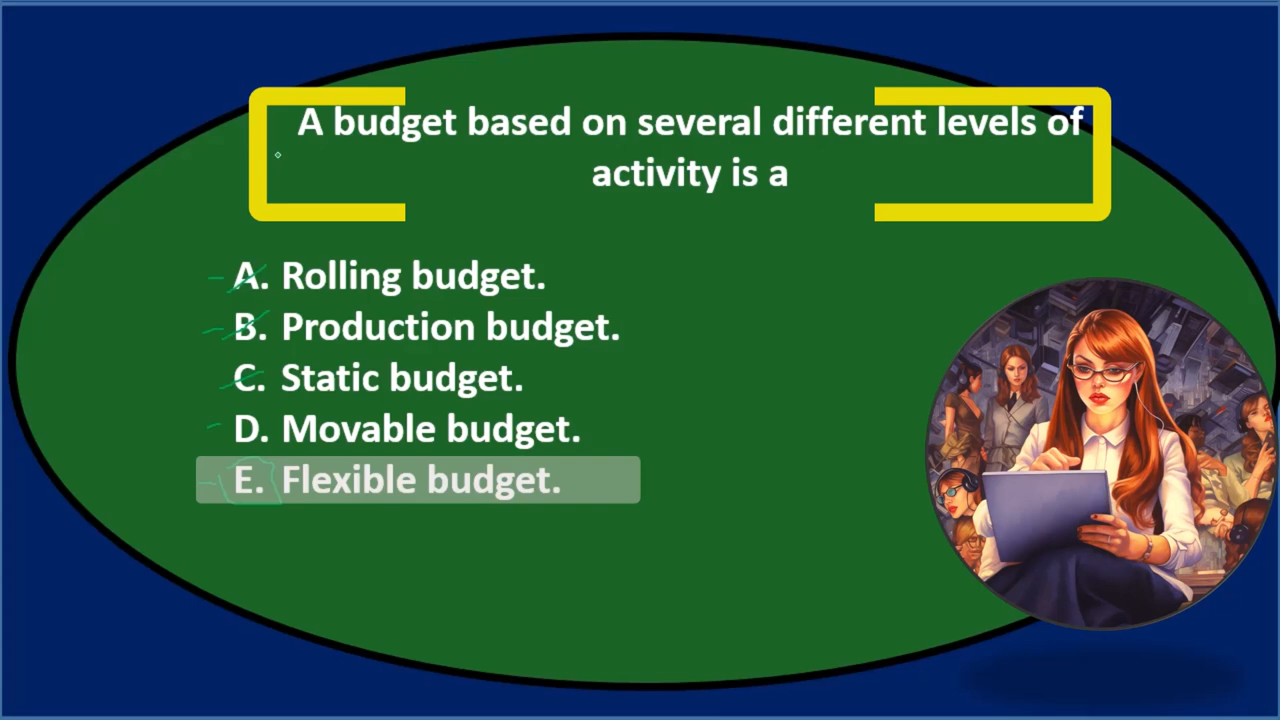 A budget based on several different levels of
activity is a
A. Rolling budget.
B. Production budget.
C. Static budget.
D. Movable budget.
E. Flexible budget.